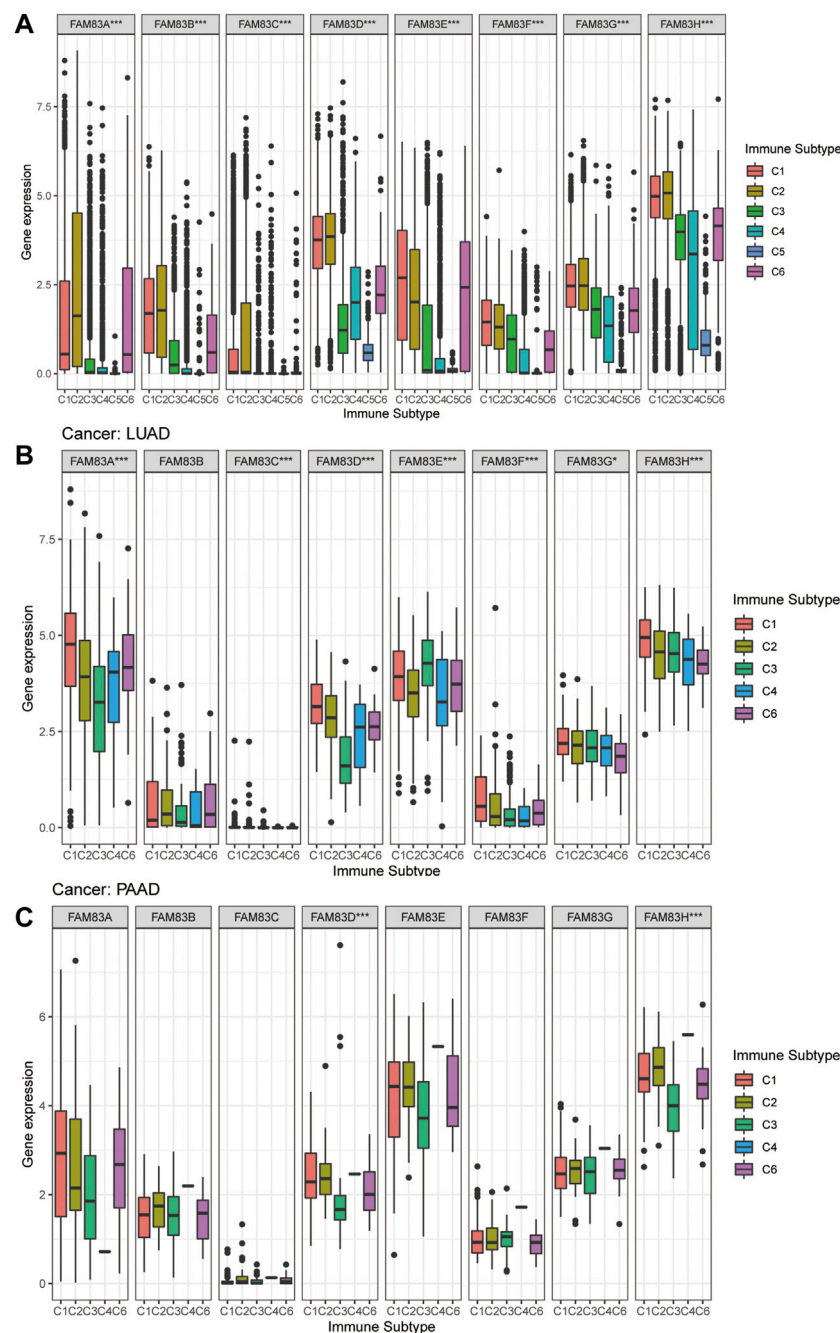 A
FAM83A*** FAM83B*** FAM83C*** FAM83D*** FAM83E*** FAM83F*** FAM83G*** FAM83H***
7.5
5.0
2.5
0.0
Gene expression
C1C2C3C4C5C6 C1C2C3C4C5C6 C1C2C3C4C5C6 C1C2C3C4C5C6 C1C2C3C4C5C6 C1C2C3C4C5C6 C1C2C3C4C5C6 C1C2C3C4C5C6
Immune Subtype
Immune Subtype
C1
C2
C3
C4
C5
C6
Cancer: LUAD
B
FAM83A*** FAM83B FAM83C*** FAM83D*** FAM83E*** FAM83F*** FAM83G* FAM83H***
7.5
5.0
2.5
0.0
Gene expression
C1C2C3C4C6 C1C2C3C4C6 C1C2C3C4C6 C1C2C3C4C6 C1C2C3C4C6 C1C2C3C4C6 C1C2C3C4C6 C1C2C3C4C6
Immune Subtype
Immune Subtype
C1
C2
C3
C4
C6
Cancer: PAAD
C
FAM83A FAM83B FAM83C FAM83D*** FAM83E FAM83F FAM83G FAM83H***
6
4
2
0
Gene expression
C1C2C3C4C6 C1C2C3C4C6 C1C2C3C4C6 C1C2C3C4C6 C1C2C3C4C6 C1C2C3C4C6 C1C2C3C4C6 C1C2C3C4C6
Immune Subtype
Immune Subtype
C1
C2
C3
C4
C6